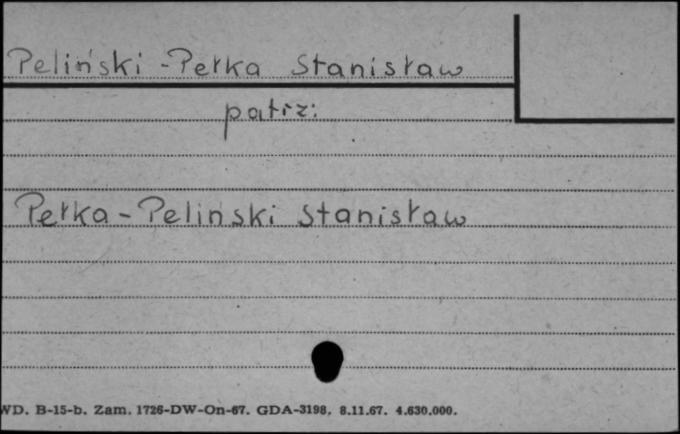 Peliński-Pełka Stanisław
patrz:
Pełka-Peliński Stanisław
WD. B-15-b. Zam. 1726-DW-On-67. GDA-3198. 8.11.67. 4.630.000.